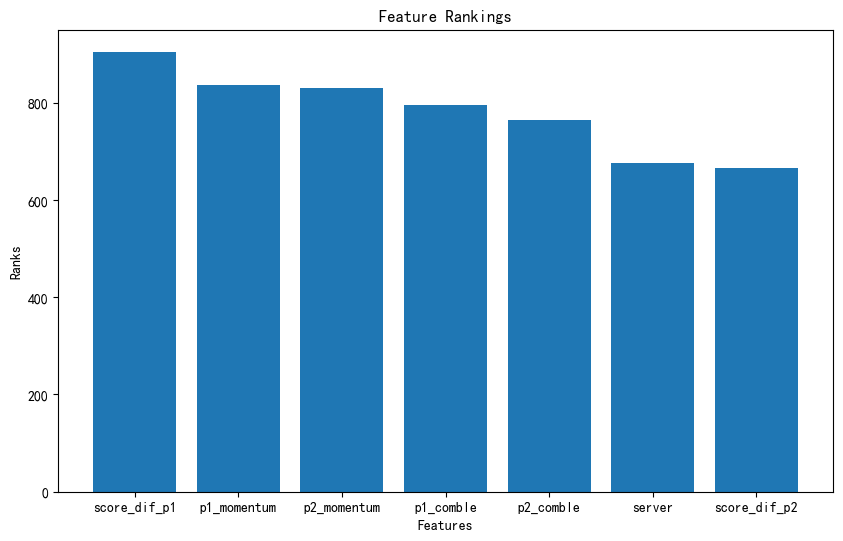 Feature Rankings
Ranks
800
600
400
200
0
score_dif_p1 p1_momentum p2_momentum p1_comble p2_comble server score_dif_p2
Features